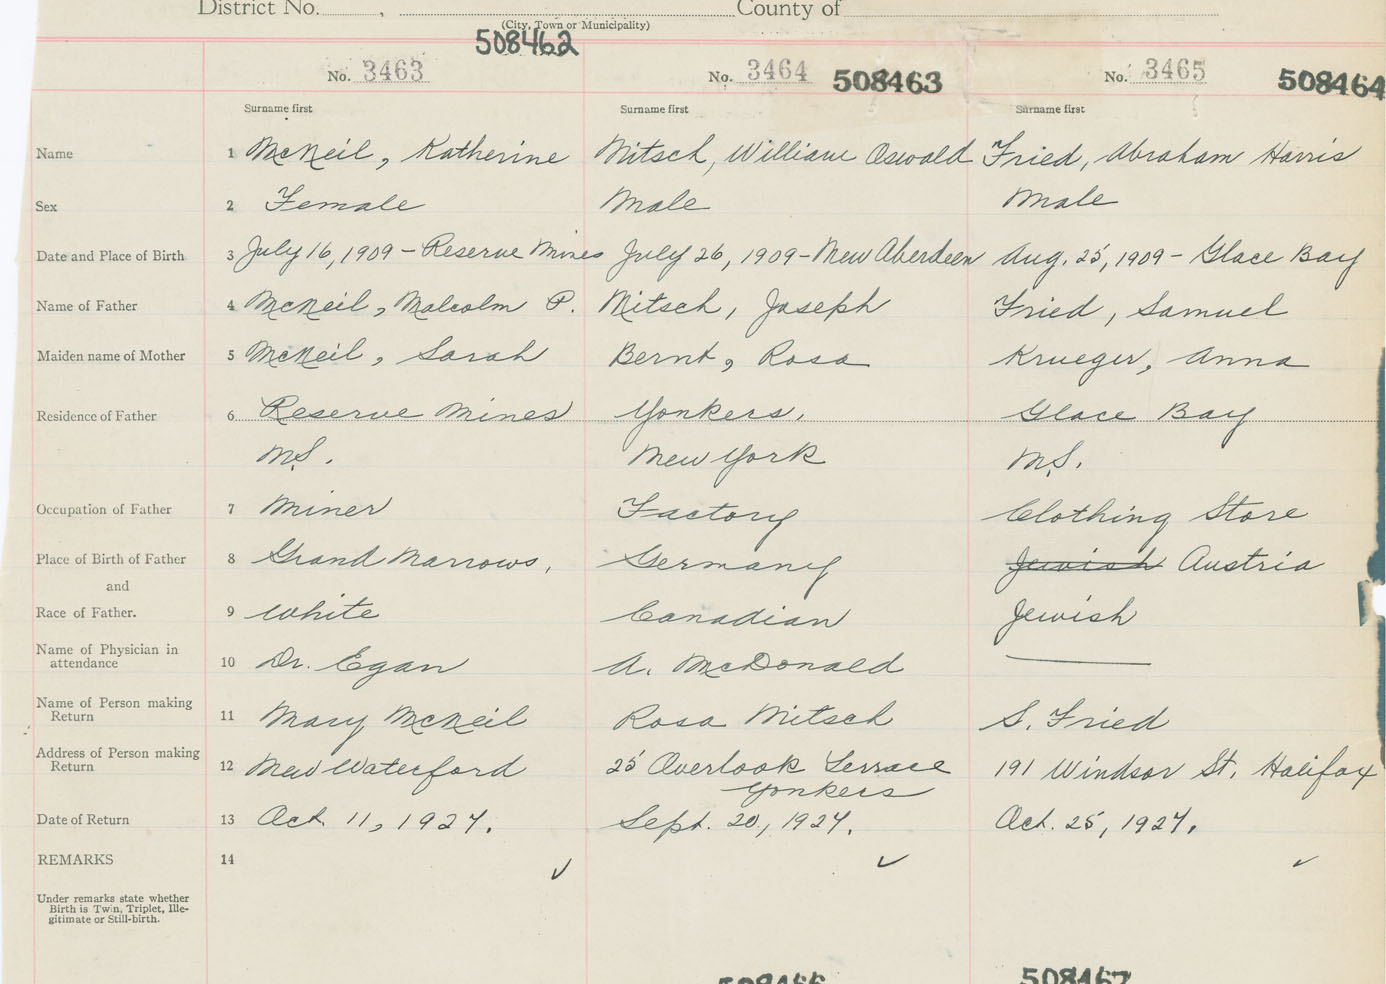 District No. , County of
(City, Town or Municipality)
508462
No. 3463 No. 3464 508463 No. 3465 508464
Surname first Surname first Surname first
Name 1 McNeil, Katherine Mitsch, William Oswald Fried, Abraham Harris
Sex 2 Female Male Male
Date and Place of Birth 3 July 16, 1909 - Reserve Mines July 26, 1909 - New Aberdeen Aug. 25, 1909 - Glace Bay
Name of Father 4 McNeil, Malcolm P. Mitsch, Joseph Fried, Samuel
Maiden name of Mother 5 McNeil, Sarah Bernt, Rosa Krueger, Anna
Residence of Father 6 Reserve Mines Yonkers, Glace Bay
N.S. New York N.S.
Occupation of Father 7 Miner Factory Clothing Store
Place of Birth of Father 8 Grand Narrows, Germany Jewish Austria
and
Race of Father. 9 White Canadian Jewish
Name of Physician in
attendance 10 Dr. Egan A. McDonald
Name of Person making
Return 11 Mary McNeil Rosa Mitsch S. Fried
Address of Person making
Return 12 New Waterford 25 Overlook Terrace 191 Windsor St. Halifax
Yonkers
Date of Return 13 Oct. 11, 1927. Sept. 20, 1927. Oct. 25, 1927.
REMARKS 14
Under remarks state whether
Birth is Twin, Triplet, Ille-
gitimate or Still-birth.
508467